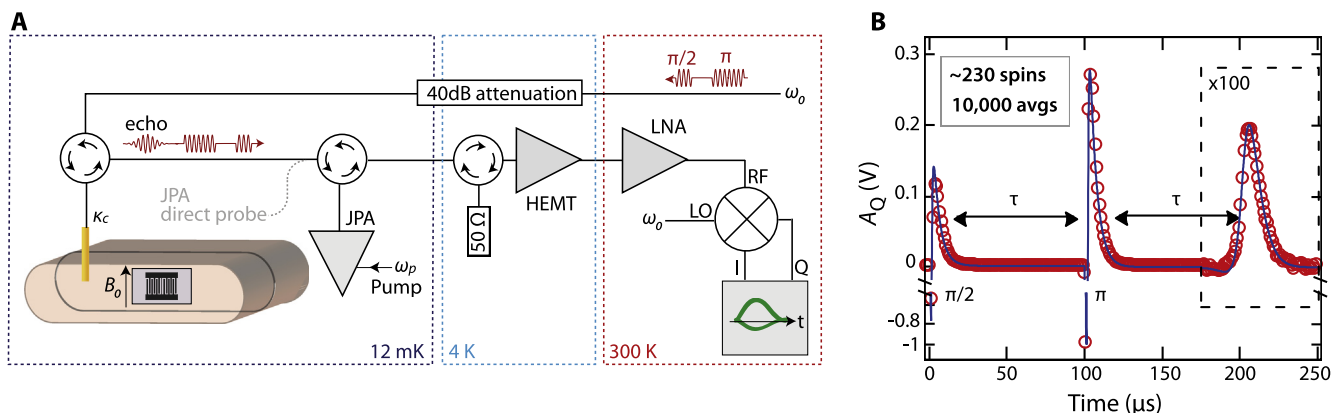 A
π/2 π
40dB attenuation
ω₀
echo
LNA
JPA
direct probe
κc
JPA
HEMT
RF
LO
ω₀
50 Ω
ωp
Pump
B₀
I
Q
t
12 mK
4 K
300 K
B
~230 spins
10,000 avgs
x100
τ
τ
π/2
π
A_Q (V)
0.3
0.2
0.1
0
-0.8
-1
0 50 100 150 200 250
Time (μs)